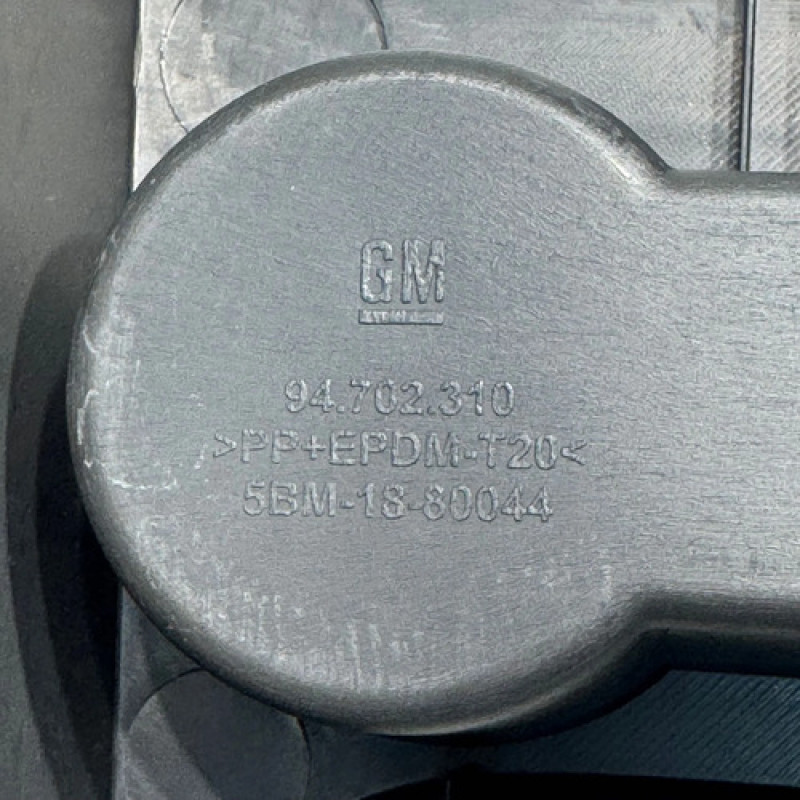 GM
94.702.310
>PP+EPDM-T20<
5BM-18-80044